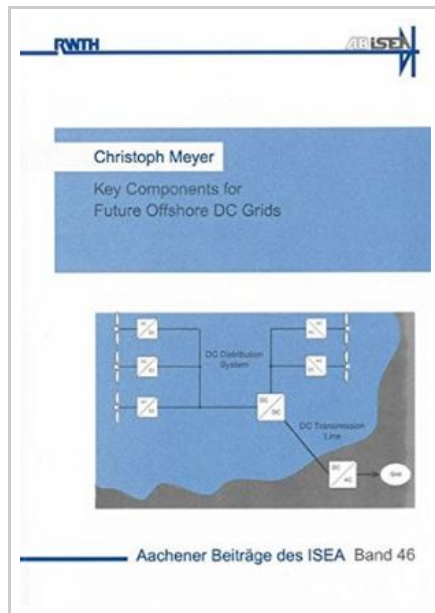 RWTH
ABISEA
Christoph Meyer
Key Components for
Future Offshore DC Grids
DC Distribution
System
DC
DC
DC Transmission
Line
DC
AC
Grid
Aachener Beiträge des ISEA Band 46